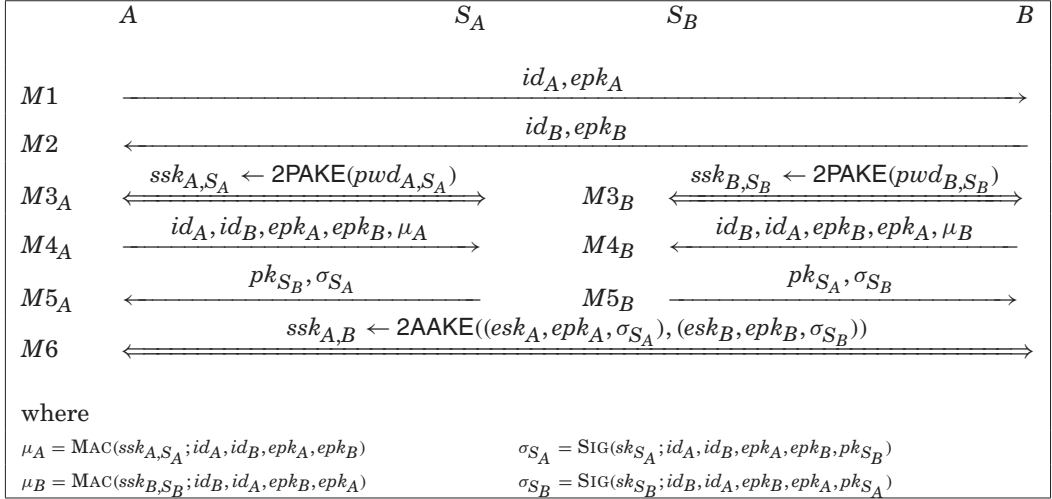 A S_A S_B B
M1 id_A, epk_A
M2 id_B, epk_B
M3_A ssk_{A,S_A} ← 2PAKE(pwd_{A,S_A}) M3_B ssk_{B,S_B} ← 2PAKE(pwd_{B,S_B})
M4_A id_A, id_B, epk_A, epk_B, μ_A M4_B id_B, id_A, epk_B, epk_A, μ_B
M5_A pk_{S_B}, σ_{S_A} M5_B pk_{S_A}, σ_{S_B}
M6 ssk_{A,B} ← 2AAKE((esk_A, epk_A, σ_{S_A}), (esk_B, epk_B, σ_{S_B}))
where
μ_A = MAC(ssk_{A,S_A}; id_A, id_B, epk_A, epk_B) σ_{S_A} = SIG(sk_{S_A}; id_A, id_B, epk_A, epk_B, pk_{S_B})
μ_B = MAC(ssk_{B,S_B}; id_B, id_A, epk_B, epk_A) σ_{S_B} = SIG(sk_{S_B}; id_B, id_A, epk_B, epk_A, pk_{S_A})